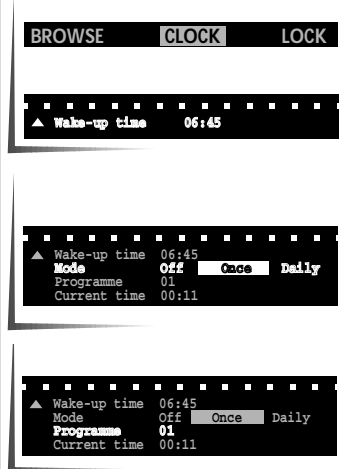 BROWSE CLOCK LOCK
Wake-up time 06:45
Wake-up time 06:45
Mode Off Once Daily
Programme 01
Current time 00:11
Wake-up time 06:45
Mode Off Once Daily
Programme 01
Current time 00:11